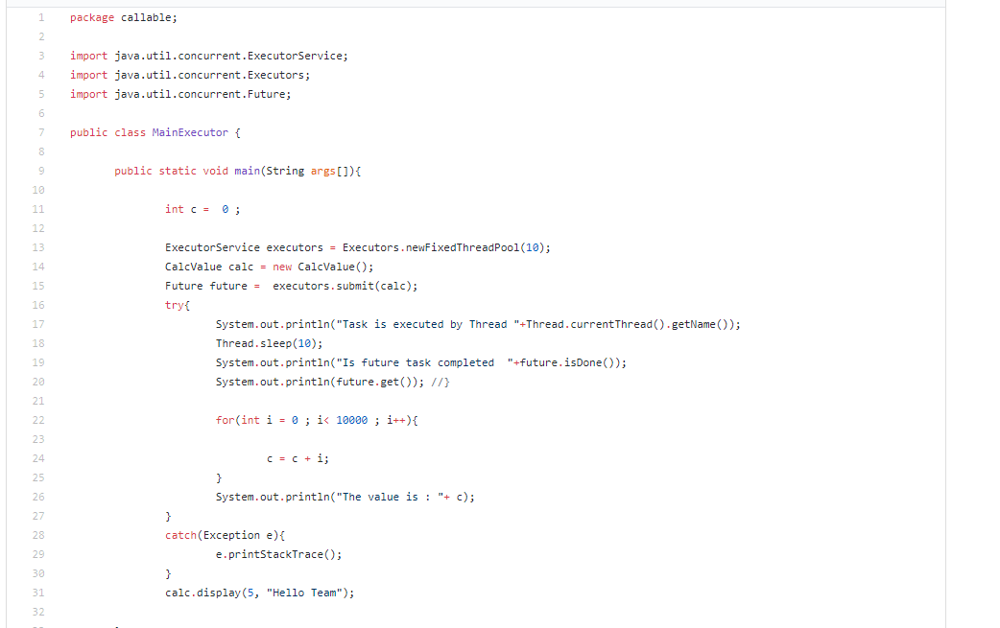 1 package callable;
2
3 import java.util.concurrent.ExecutorService;
4 import java.util.concurrent.Executors;
5 import java.util.concurrent.Future;
6
7 public class MainExecutor {
8
9 public static void main(String args[]){
10
11 int c =  0 ;
12
13 ExecutorService executors = Executors.newFixedThreadPool(10);
14 CalcValue calc = new CalcValue();
15 Future future =  executors.submit(calc);
16 try{
17 System.out.println("Task is executed by Thread "+Thread.currentThread().getName());
18 Thread.sleep(10);
19 System.out.println("Is future task completed  "+future.isDone());
20 System.out.println(future.get()); //}
21
22 for(int i = 0 ; i< 10000 ; i++){
23
24 c = c + i;
25 }
26 System.out.println("The value is : "+ c);
27 }
28 catch(Exception e){
29 e.printStackTrace();
30 }
31 calc.display(5, "Hello Team");
32